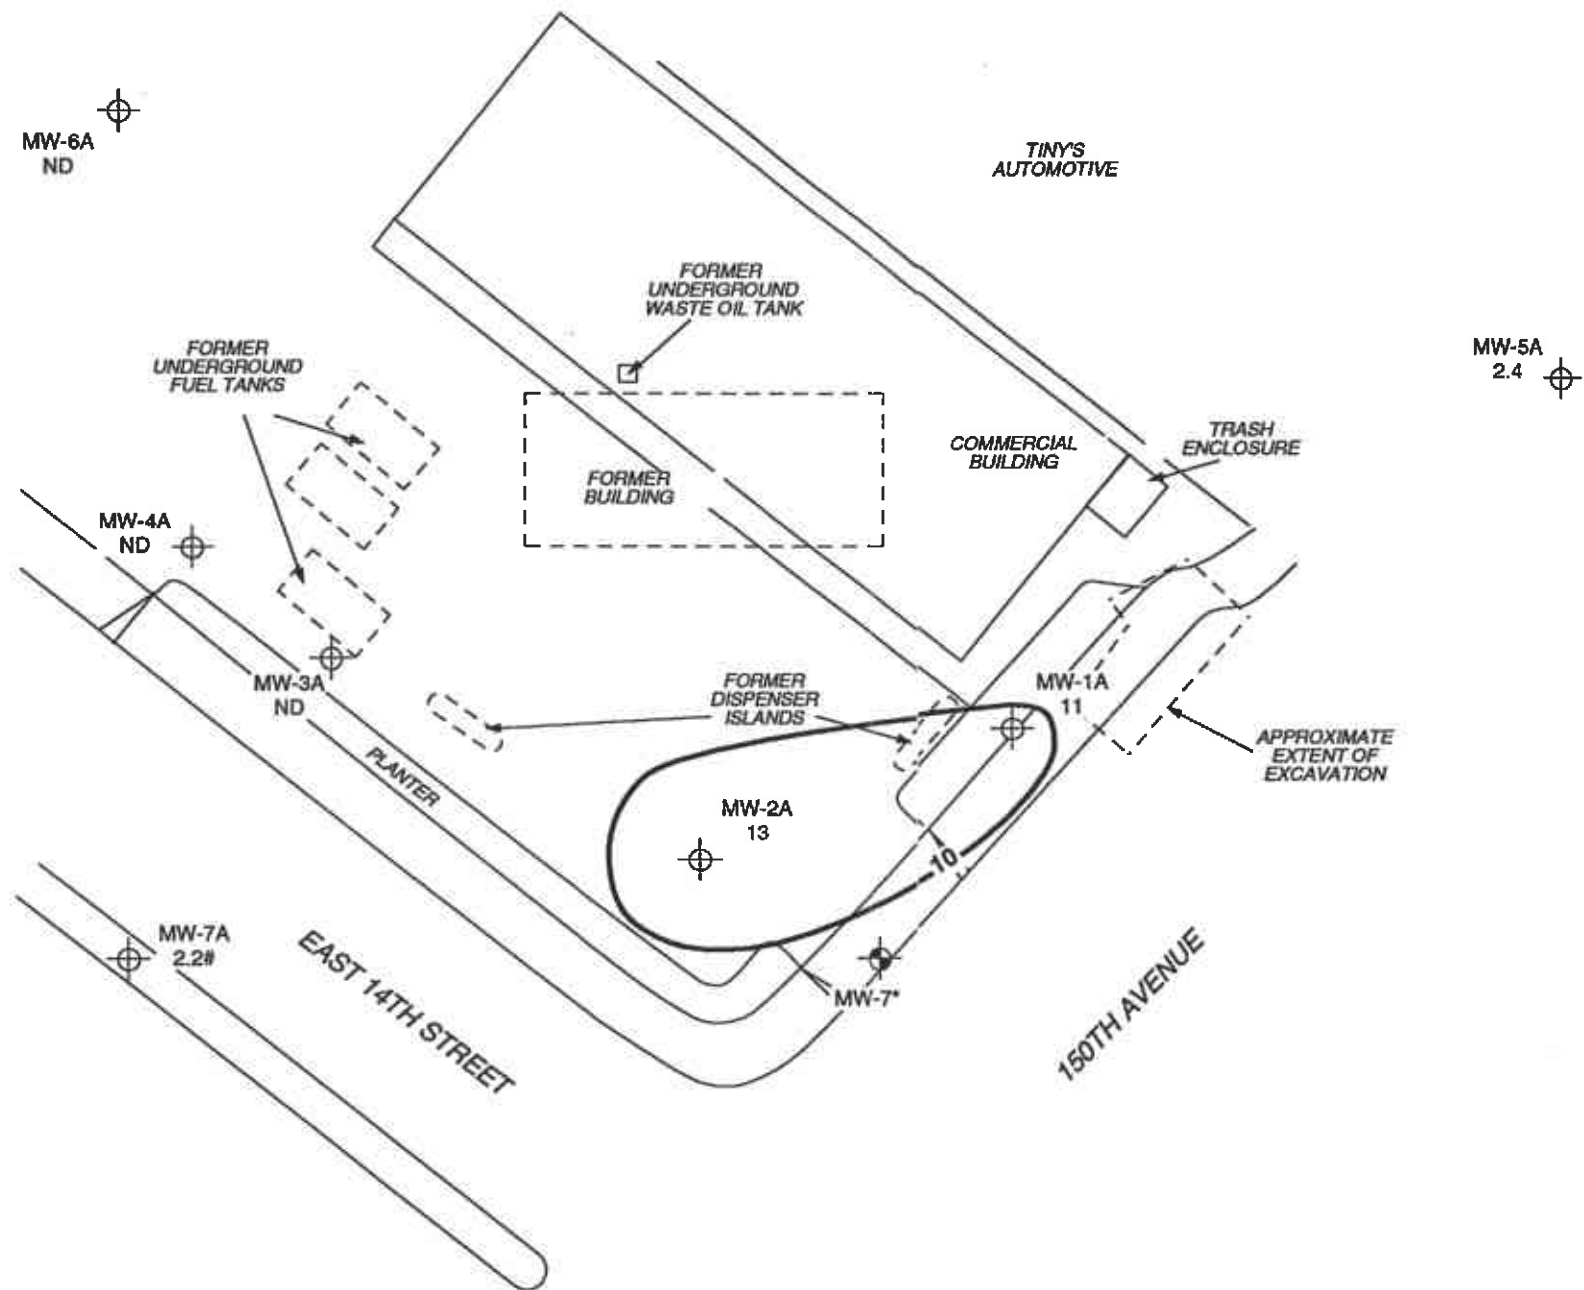 MW-6A
ND
TINY'S
AUTOMOTIVE
FORMER
UNDERGROUND
WASTE OIL TANK
FORMER
UNDERGROUND
FUEL TANKS
MW-5A
2.4
TRASH
ENCLOSURE
COMMERCIAL
BUILDING
FORMER
BUILDING
MW-4A
ND
MW-3A
ND
FORMER
DISPENSER
ISLANDS
MW-1A
11
APPROXIMATE
EXTENT OF
EXCAVATION
PLANTER
MW-2A
13
10
MW-7A
2.2#
EAST 14TH STREET
MW-7*
150TH AVENUE